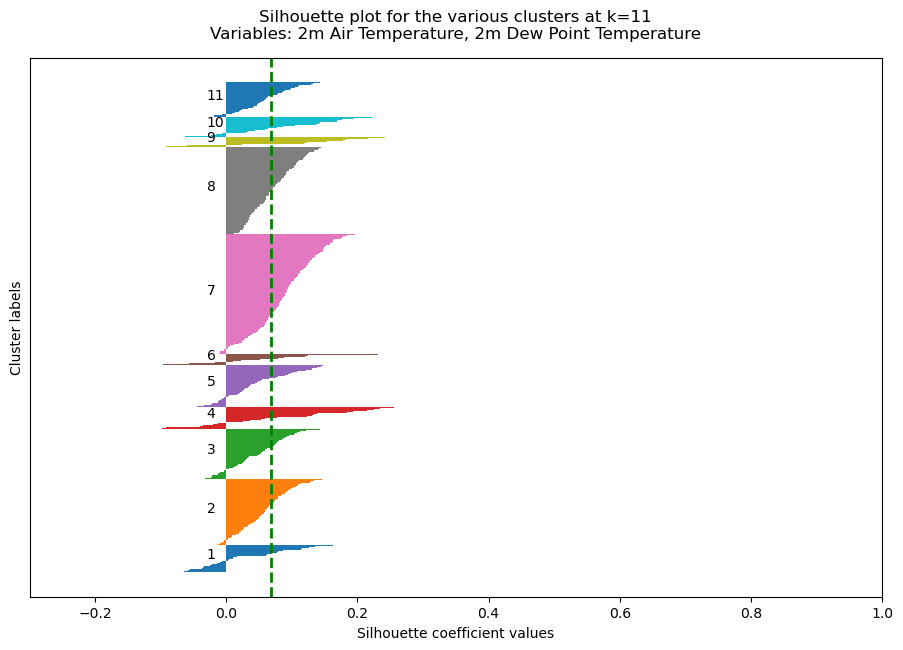 Silhouette plot for the various clusters at k=11
Variables: 2m Air Temperature, 2m Dew Point Temperature
Cluster labels
11
10
9
8
7
6
5
4
3
2
1
−0.2 0.0 0.2 0.4 0.6 0.8 1.0
Silhouette coefficient values